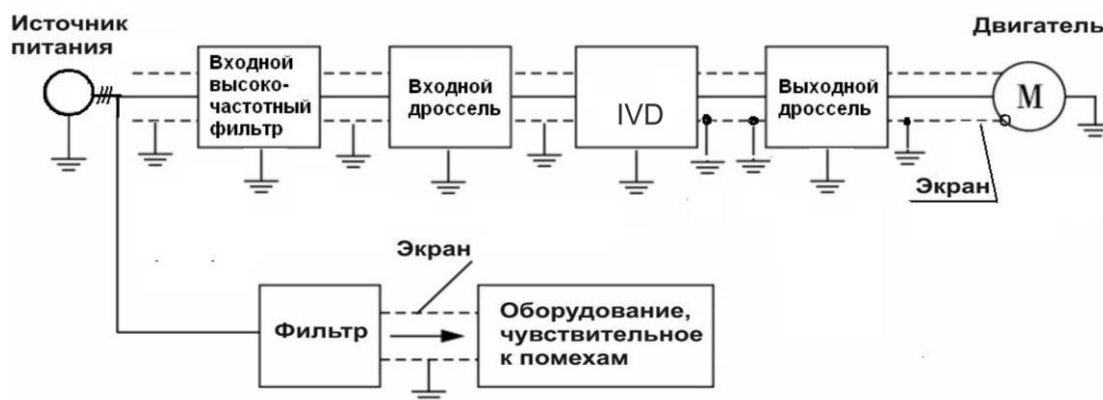 Источник
питания
Входной
высоко-
частотный
фильтр
Входной
дроссель
IVD
Выходной
дроссель
Двигатель
M
Экран
Экран
Фильтр
Оборудование,
чувствительное
к помехам